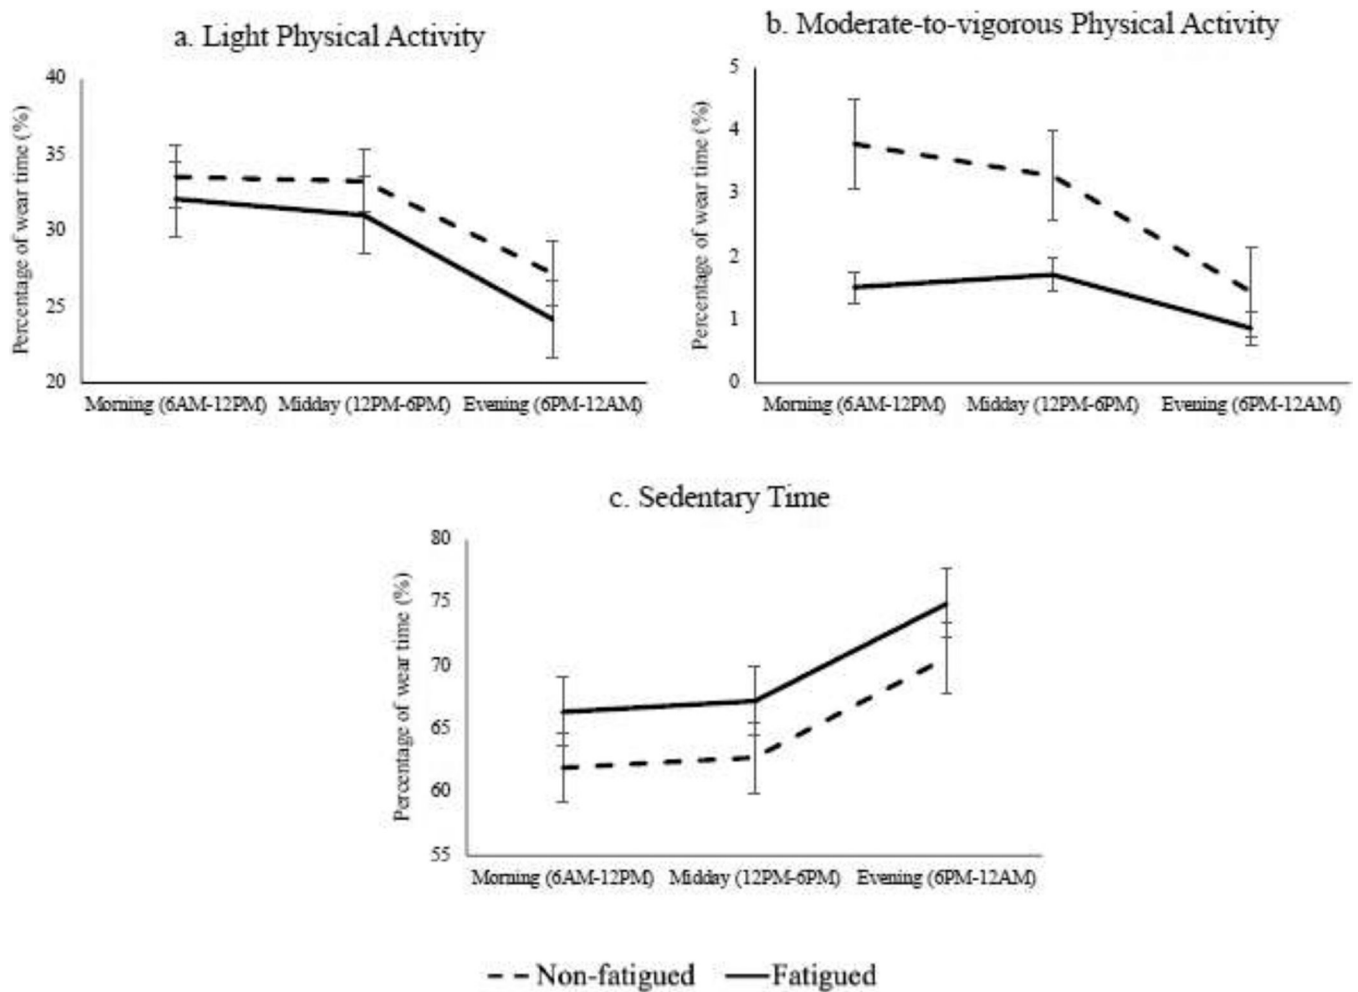 a. Light Physical Activity
Percentage of wear time (%)
40
35
30
25
20
Morning (6AM-12PM) Midday (12PM-6PM) Evening (6PM-12AM)
b. Moderate-to-vigorous Physical Activity
Percentage of wear time (%)
5
4
3
2
1
0
Morning (6AM-12PM) Midday (12PM-6PM) Evening (6PM-12AM)
c. Sedentary Time
Percentage of wear time (%)
80
75
70
65
60
55
Morning (6AM-12PM) Midday (12PM-6PM) Evening (6PM-12AM)
Non-fatigued Fatigued